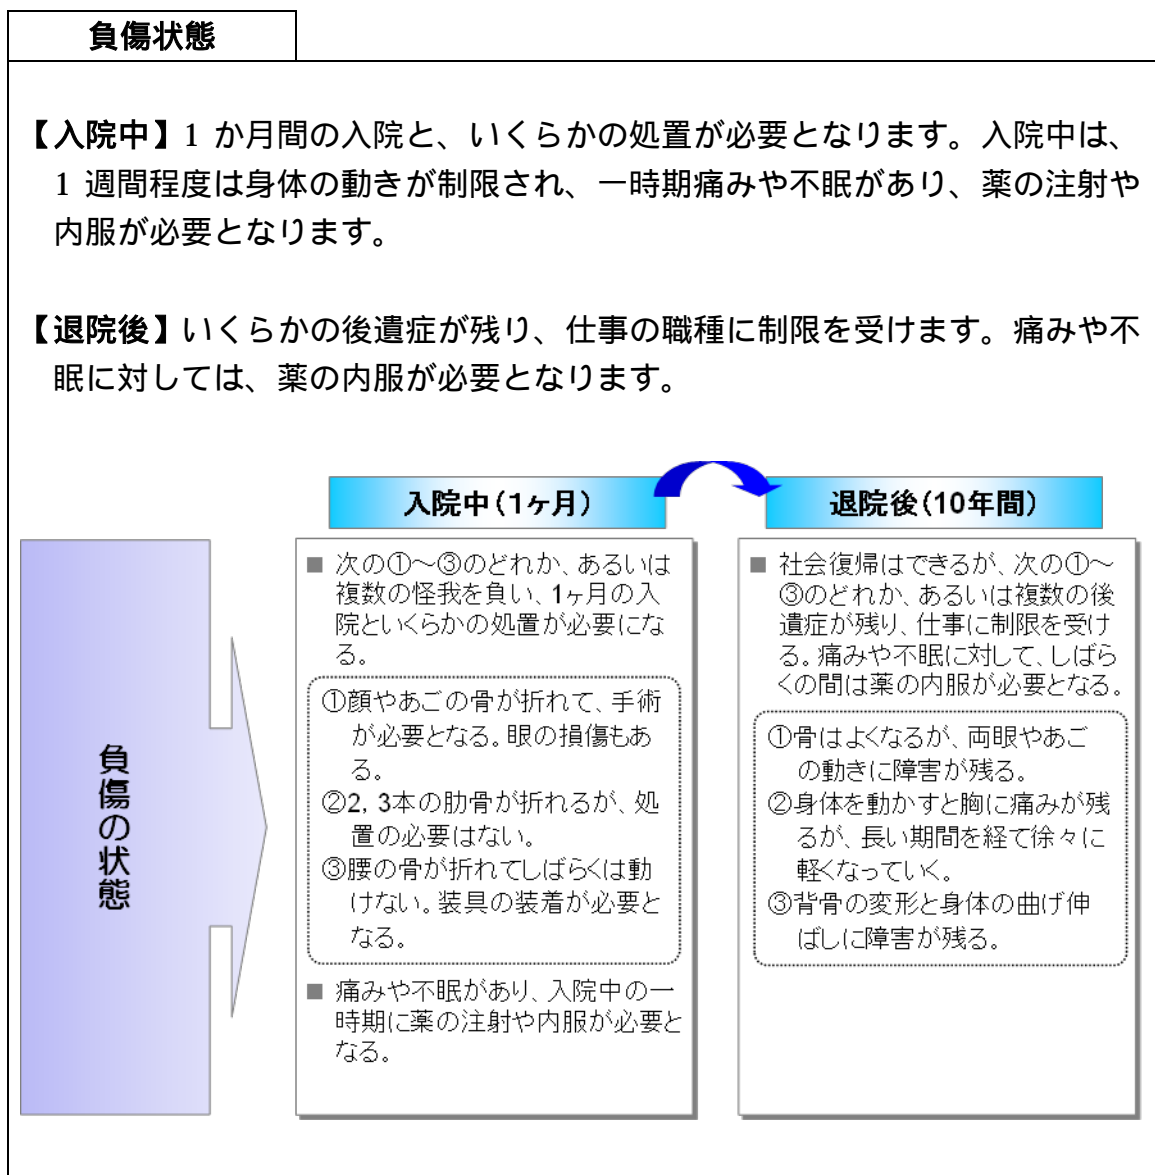 負傷状態
【入院中】1 か月間の入院と、いくらかの処置が必要となります。入院中は、
1 週間程度は身体の動きが制限され、一時期痛みや不眠があり、薬の注射や
内服が必要となります。
【退院後】いくらかの後遺症が残り、仕事の職種に制限を受けます。痛みや不
眠に対しては、薬の内服が必要となります。
入院中(1ヶ月)
退院後(10年間)
負傷の状態
■ 次の①～③のどれか、あるいは
複数の怪我を負い、1ヶ月の入
院といくらかの処置が必要にな
る。
①顔やあごの骨が折れて、手術
が必要となる。眼の損傷もあ
る。
②2, 3本の肋骨が折れるが、処
置の必要はない。
③腰の骨が折れてしばらくは動
けない。装具の装着が必要と
なる。
■ 痛みや不眠があり、入院中の一
時期に薬の注射や内服が必要と
なる。
■ 社会復帰はできるが、次の①～
③のどれか、あるいは複数の後
遺症が残り、仕事に制限を受け
る。痛みや不眠に対して、しばら
くの間は薬の内服が必要となる。
①骨はよくなるが、両眼やあご
の動きに障害が残る。
②身体を動かすと胸に痛みが残
るが、長い期間を経て徐々に
軽くなっていく。
③背骨の変形と身体の曲げ伸
ばしに障害が残る。